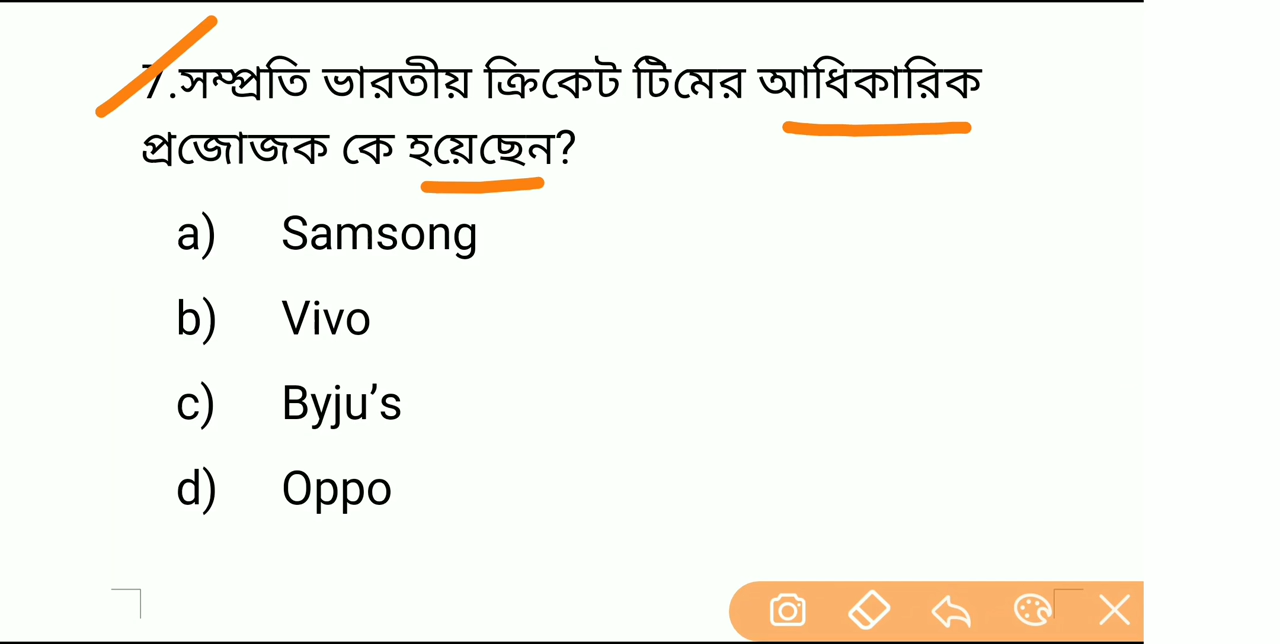 7.সম্প্রতি ভারতীয় ক্রিকেট টিমের আধিকারিক
প্রজোজক কে হয়েছেন?
a) Samsong
b) Vivo
c) Byju’s
d) Oppo